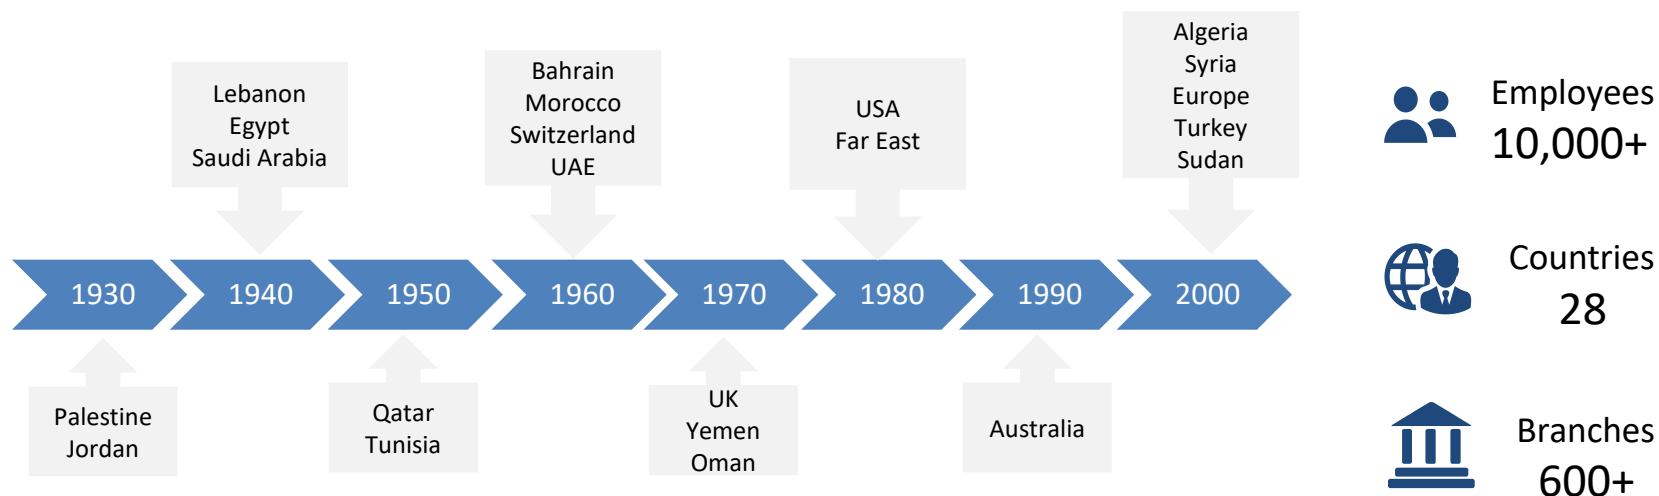 Lebanon
Egypt
Saudi Arabia
Bahrain
Morocco
Switzerland
UAE
USA
Far East
Algeria
Syria
Europe
Turkey
Sudan
1930
1940
1950
1960
1970
1980
1990
2000
Palestine
Jordan
Qatar
Tunisia
UK
Yemen
Oman
Australia
Employees
10,000+
Countries
28
Branches
600+